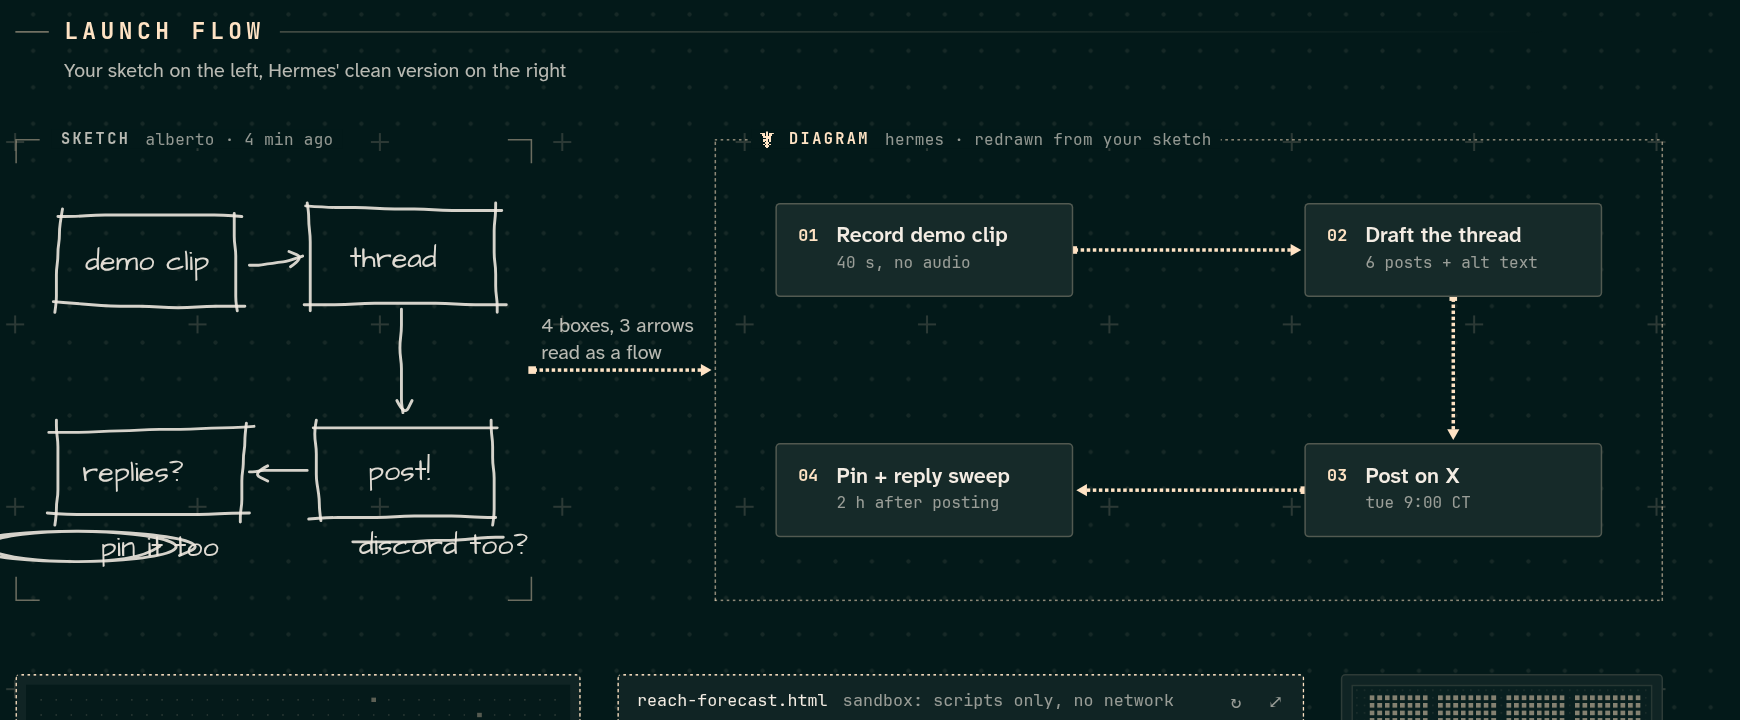 LAUNCH FLOW
Your sketch on the left, Hermes' clean version on the right
SKETCH alberto · 4 min ago
demo clip
thread
replies?
post!
pin it too
discord too?
4 boxes, 3 arrows
read as a flow
DIAGRAM hermes · redrawn from your sketch
01 Record demo clip
40 s, no audio
02 Draft the thread
6 posts + alt text
04 Pin + reply sweep
2 h after posting
03 Post on X
tue 9:00 CT
reach-forecast.html sandbox: scripts only, no network